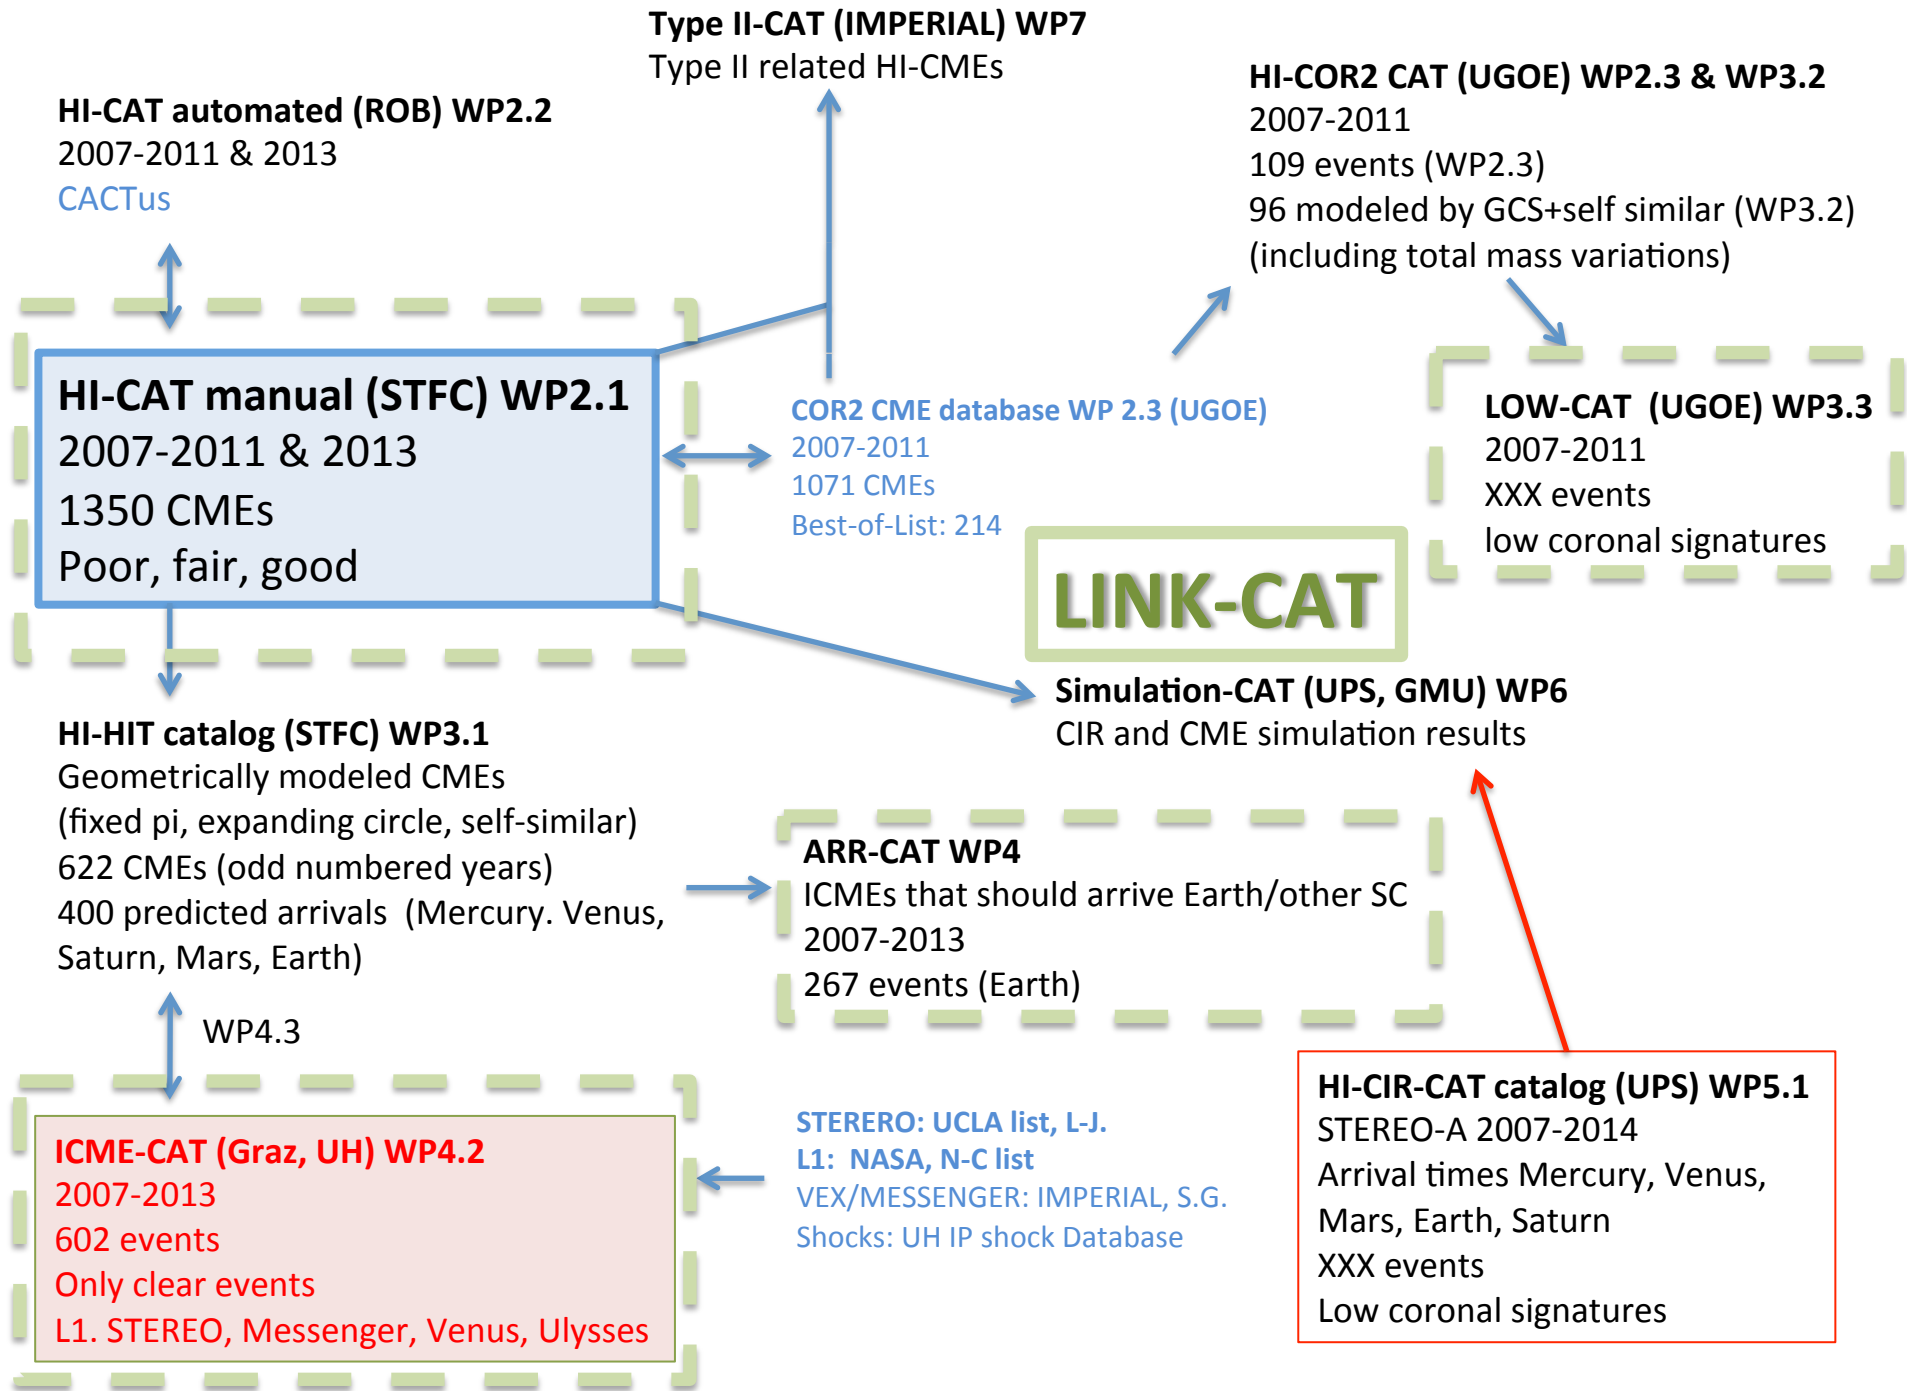 Type II-CAT (IMPERIAL) WP7
Type II related HI-CMEs
HI-CAT automated (ROB) WP2.2
2007-2011 & 2013
CACTus
HI-COR2 CAT (UGOE) WP2.3 & WP3.2
2007-2011
109 events (WP2.3)
96 modeled by GCS+self similar (WP3.2)
(including total mass variations)
HI-CAT manual (STFC) WP2.1
2007-2011 & 2013
1350 CMEs
Poor, fair, good
COR2 CME database WP 2.3 (UGOE)
2007-2011
1071 CMEs
Best-of-List: 214
LOW-CAT (UGOE) WP3.3
2007-2011
XXX events
low coronal signatures
LINK-CAT
Simulation-CAT (UPS, GMU) WP6
CIR and CME simulation results
HI-HIT catalog (STFC) WP3.1
Geometrically modeled CMEs
(fixed pi, expanding circle, self-similar)
622 CMEs (odd numbered years)
400 predicted arrivals (Mercury. Venus,
Saturn, Mars, Earth)
ARR-CAT WP4
ICMEs that should arrive Earth/other SC
2007-2013
267 events (Earth)
WP4.3
ICME-CAT (Graz, UH) WP4.2
2007-2013
602 events
Only clear events
L1. STEREO, Messenger, Venus, Ulysses
STERERO: UCLA list, L-J.
L1: NASA, N-C list
VEX/MESSENGER: IMPERIAL, S.G.
Shocks: UH IP shock Database
HI-CIR-CAT catalog (UPS) WP5.1
STEREO-A 2007-2014
Arrival times Mercury, Venus,
Mars, Earth, Saturn
XXX events
Low coronal signatures